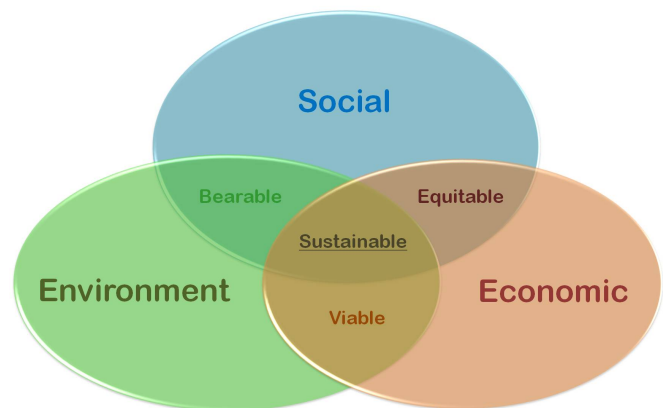 Social
Bearable
Equitable
Sustainable
Environment
Economic
Viable